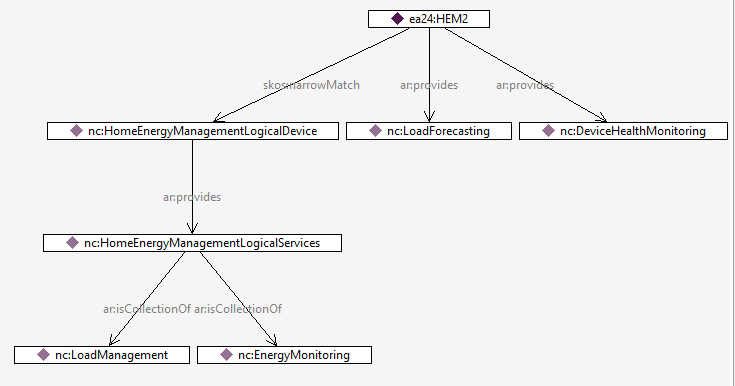 ea24:HEM2
skos:narrowMatch
ar:provides
ar:provides
nc:HomeEnergyManagementLogicalDevice
nc:LoadForecasting
nc:DeviceHealthMonitoring
ar:provides
nc:HomeEnergyManagementLogicalServices
ar:isCollectionOf
ar:isCollectionOf
nc:LoadManagement
nc:EnergyMonitoring